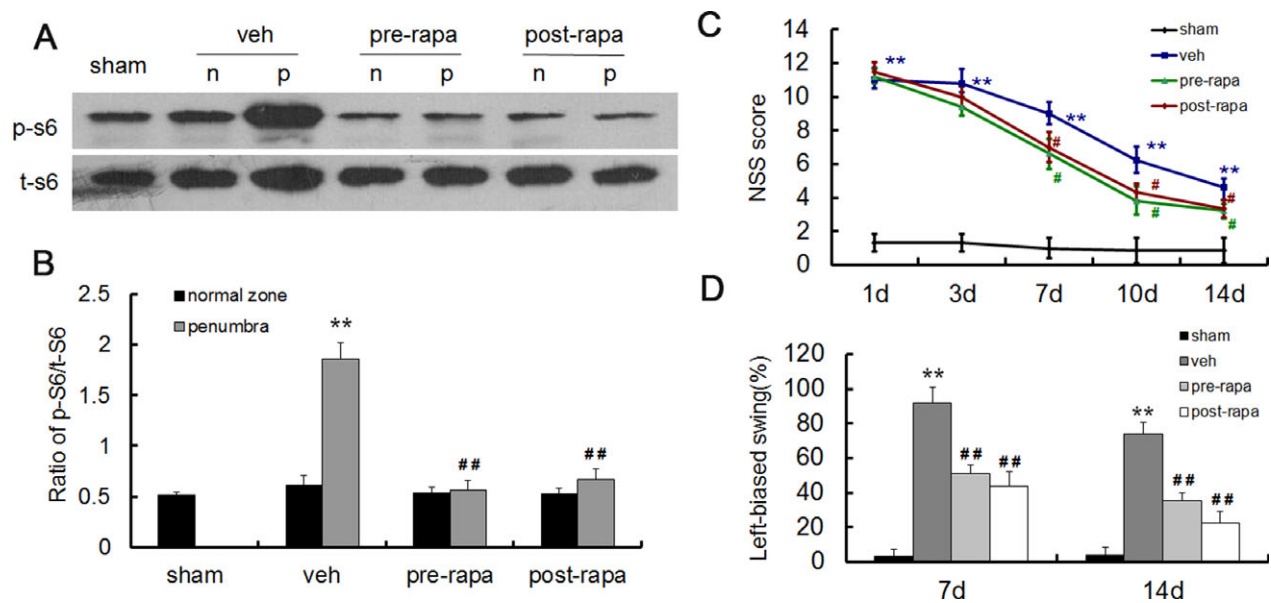 A
veh
pre-rapa
post-rapa
sham
n
p
n
p
n
p
p-s6
t-s6
B
2.5
2
1.5
1
0.5
0
Ratio of p-S6/t-S6
normal zone
penumbra
**
##
##
sham
veh
pre-rapa
post-rapa
C
14
12
10
8
6
4
2
0
NSS score
sham
veh
pre-rapa
post-rapa
**
**
**
**
**
#
#
#
#
#
#
1d
3d
7d
10d
14d
D
120
100
80
60
40
20
0
Left-biased swing(%)
sham
veh
pre-rapa
post-rapa
**
##
##
**
##
##
7d
14d